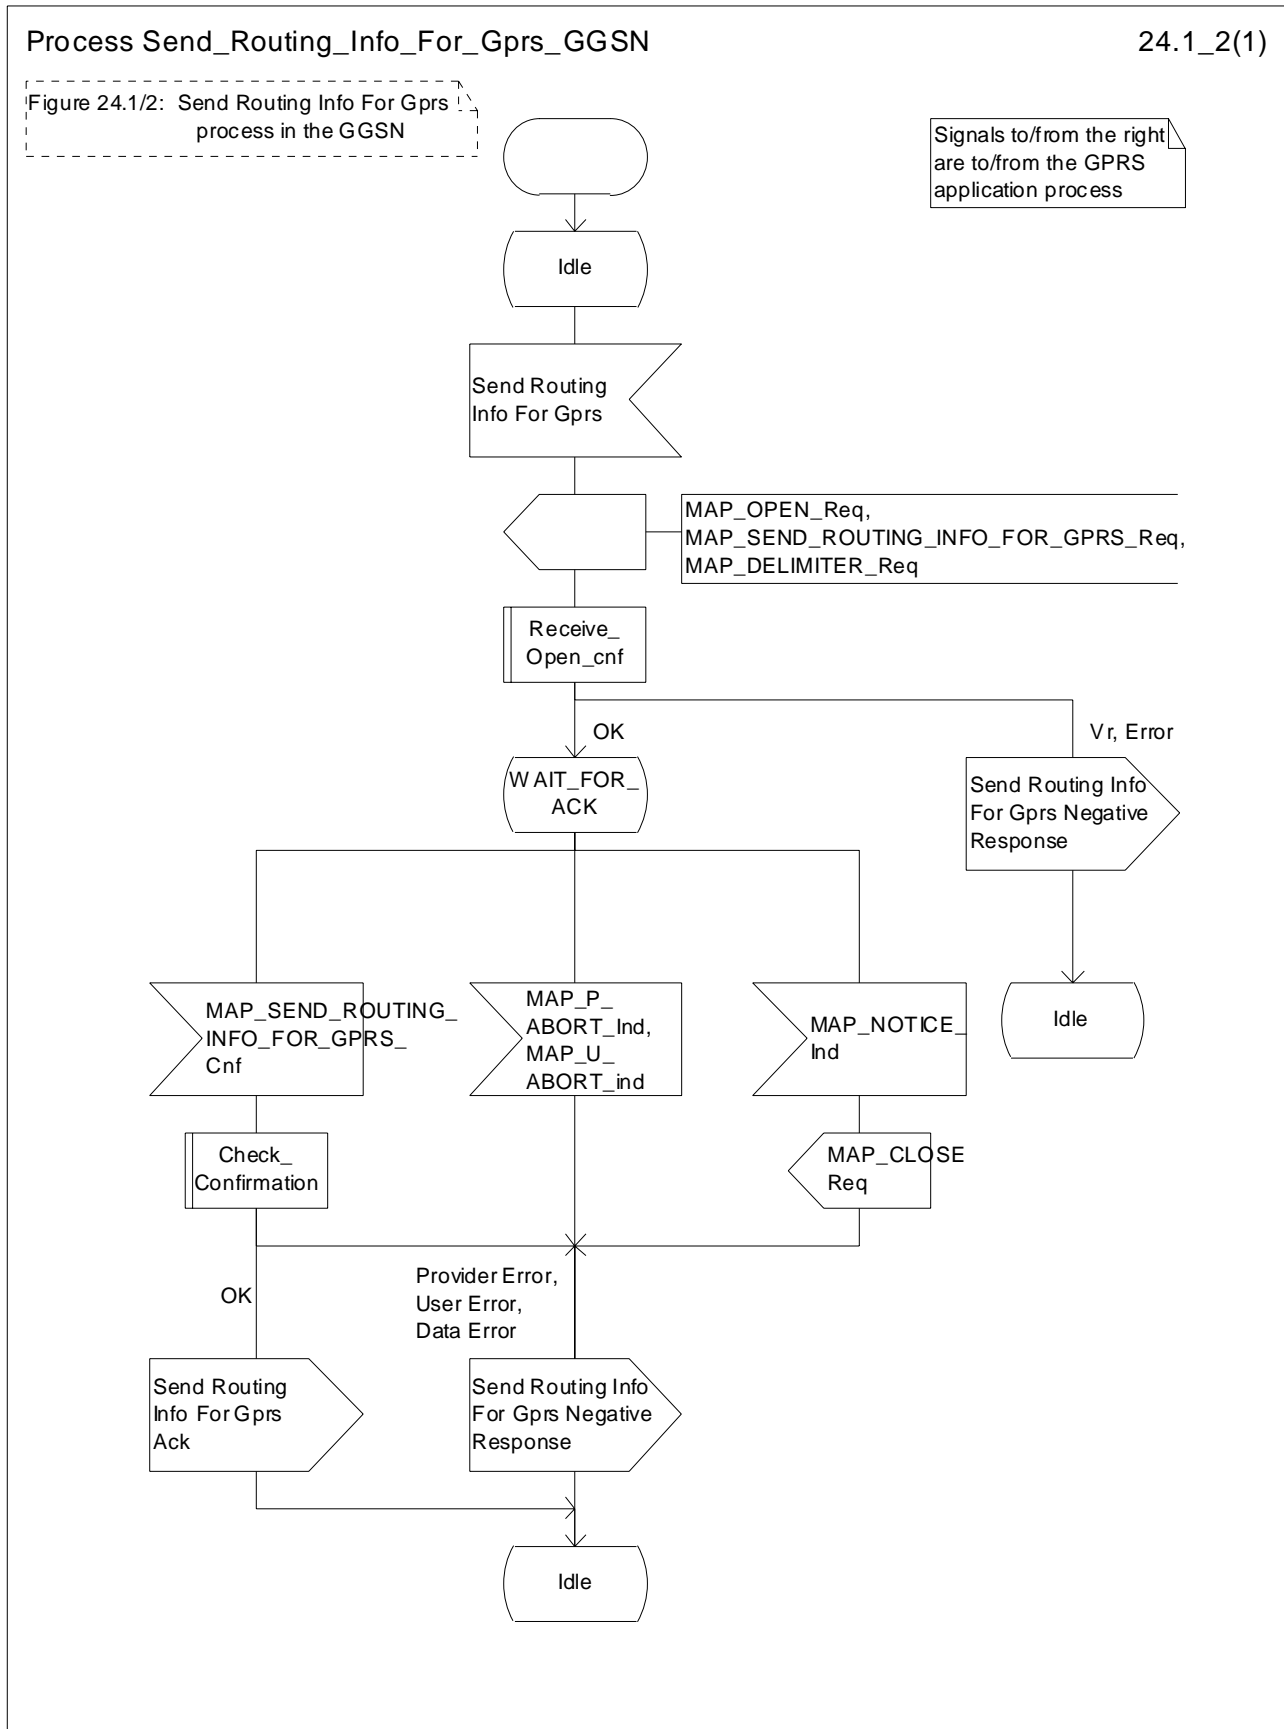 Process Send_Routing_Info_For_Gprs_GGSN
24.1_2(1)
Figure 24.1/2: Send Routing Info For Gprs
process in the GGSN
Signals to/from the right
are to/from the GPRS
application process
Idle
Send Routing
Info For Gprs
MAP_OPEN_Req,
MAP_SEND_ROUTING_INFO_FOR_GPRS_Req,
MAP_DELIMITER_Req
Receive_
Open_cnf
OK
Vr, Error
WAIT_FOR_
ACK
Send Routing Info
For Gprs Negative
Response
MAP_SEND_ROUTING_
INFO_FOR_GPRS_
Cnf
MAP_P_
ABORT_Ind,
MAP_U_
ABORT_ind
MAP_NOTICE_
Ind
Idle
Check_
Confirmation
MAP_CLOSE
Req
OK
Provider Error,
User Error,
Data Error
Send Routing
Info For Gprs
Ack
Send Routing Info
For Gprs Negative
Response
Idle